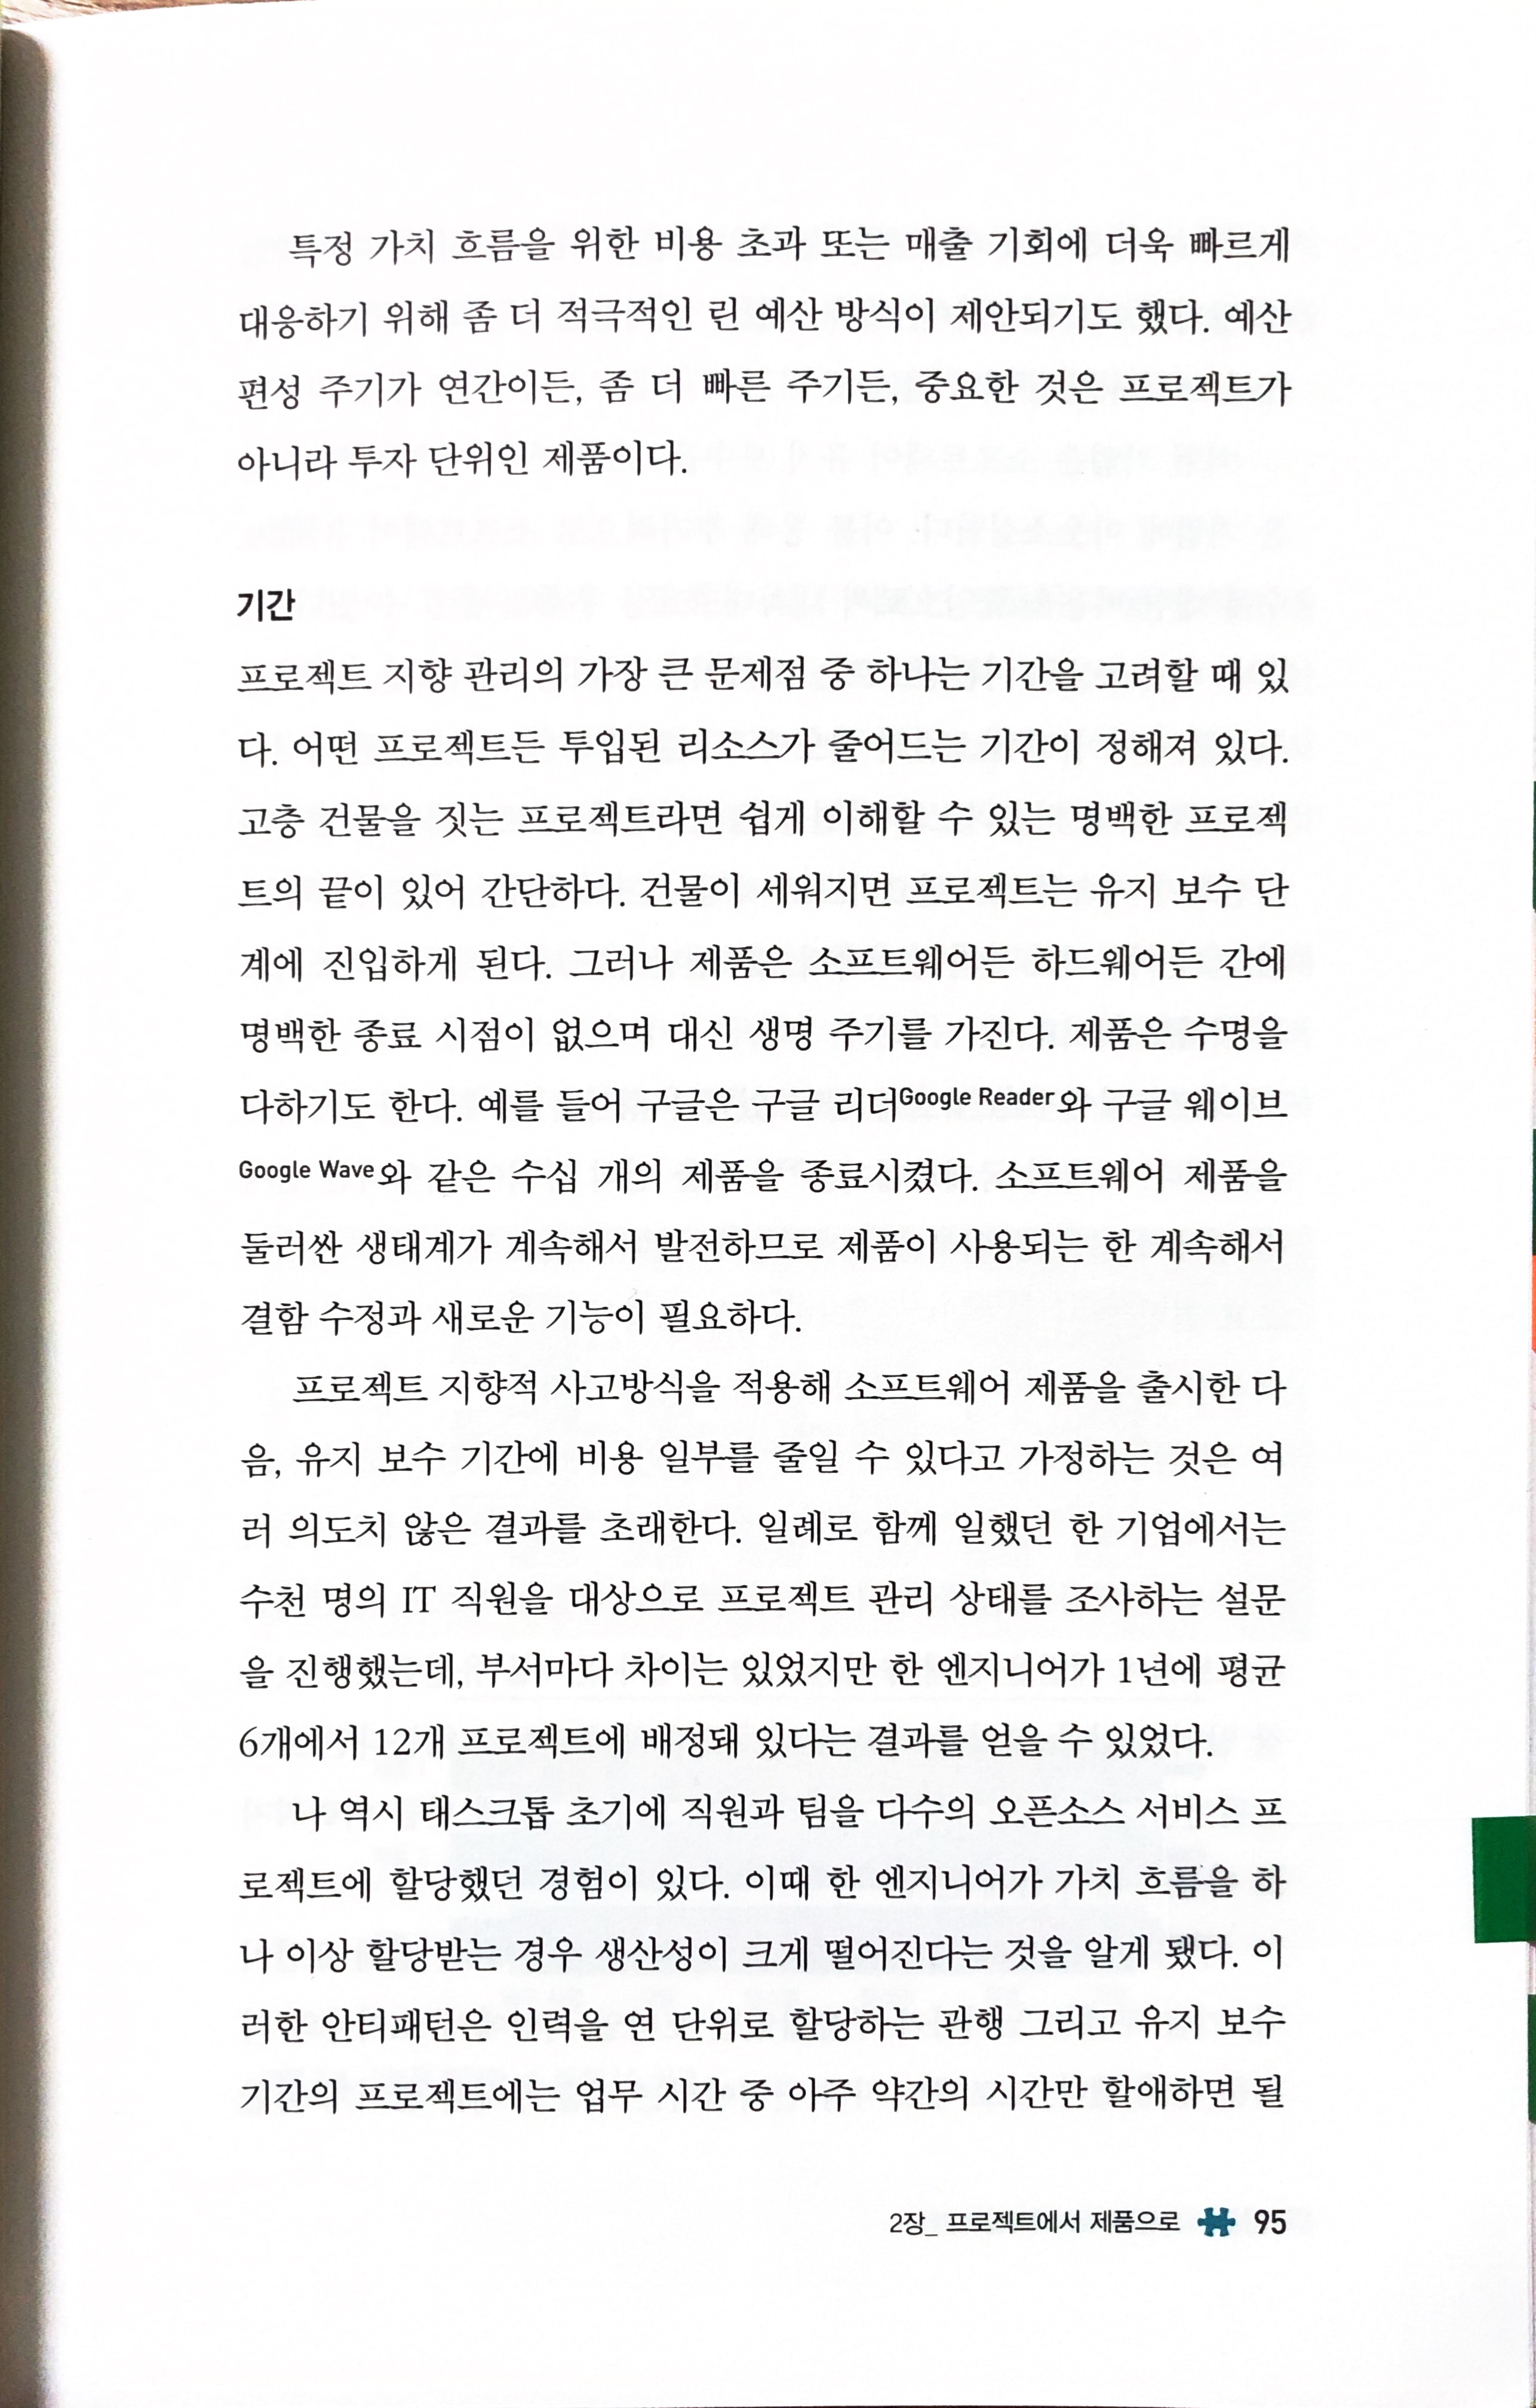 특정 가치 흐름을 위한 비용 초과 또는 매출 기회에 더욱 빠르게
대응하기 위해 좀 더 적극적인 린 예산 방식이 제안되기도 했다. 예산
편성 주기가 연간이든, 좀 더 빠른 주기든, 중요한 것은 프로젝트가
아니라 투자 단위인 제품이다.
기간
프로젝트 지향 관리의 가장 큰 문제점 중 하나는 기간을 고려할 때 있
다. 어떤 프로젝트든 투입된 리소스가 줄어드는 기간이 정해져 있다.
고층 건물을 짓는 프로젝트라면 쉽게 이해할 수 있는 명백한 프로젝
트의 끝이 있어 간단하다. 건물이 세워지면 프로젝트는 유지 보수 단
계에 진입하게 된다. 그러나 제품은 소프트웨어든 하드웨어든 간에
명백한 종료 시점이 없으며 대신 생명 주기를 가진다. 제품은 수명을
다하기도 한다. 예를 들어 구글은 구글 리더Google Reader와 구글 웨이브
Google Wave와 같은 수십 개의 제품을 종료시켰다. 소프트웨어 제품을
둘러싼 생태계가 계속해서 발전하므로 제품이 사용되는 한 계속해서
결함 수정과 새로운 기능이 필요하다.
프로젝트 지향적 사고방식을 적용해 소프트웨어 제품을 출시한 다
음, 유지 보수 기간에 비용 일부를 줄일 수 있다고 가정하는 것은 여
러 의도치 않은 결과를 초래한다. 일례로 함께 일했던 한 기업에서는
수천 명의 IT 직원을 대상으로 프로젝트 관리 상태를 조사하는 설문
을 진행했는데, 부서마다 차이는 있었지만 한 엔지니어가 1년에 평균
6개에서 12개 프로젝트에 배정돼 있다는 결과를 얻을 수 있었다.
나 역시 태스크톱 초기에 직원과 팀을 다수의 오픈소스 서비스 프
로젝트에 할당했던 경험이 있다. 이때 한 엔지니어가 가치 흐름을 하
나 이상 할당받는 경우 생산성이 크게 떨어진다는 것을 알게 됐다. 이
러한 안티패턴은 인력을 연 단위로 할당하는 관행 그리고 유지 보수
기간의 프로젝트에는 업무 시간 중 아주 약간의 시간만 할애하면 될
2장_ 프로젝트에서 제품으로 95